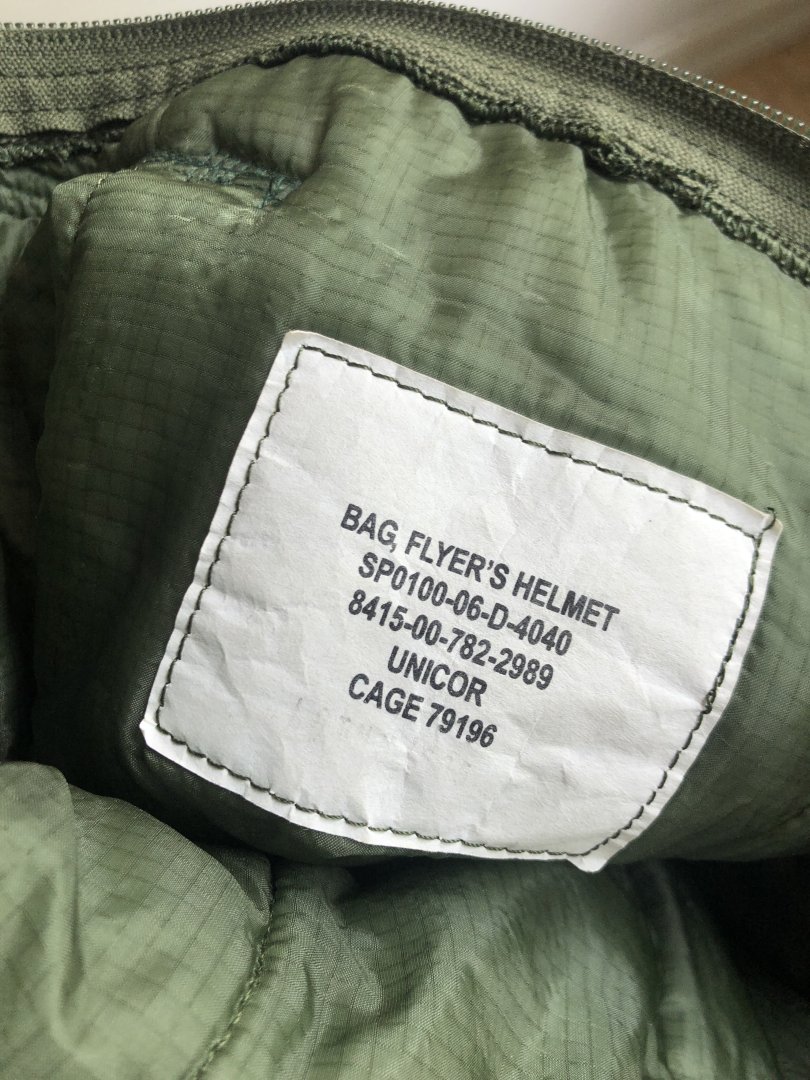 BAG, FLYER'S HELMET
SP0100-06-D-4040
8415-00-782-2989
UNICOR
CAGE 79196